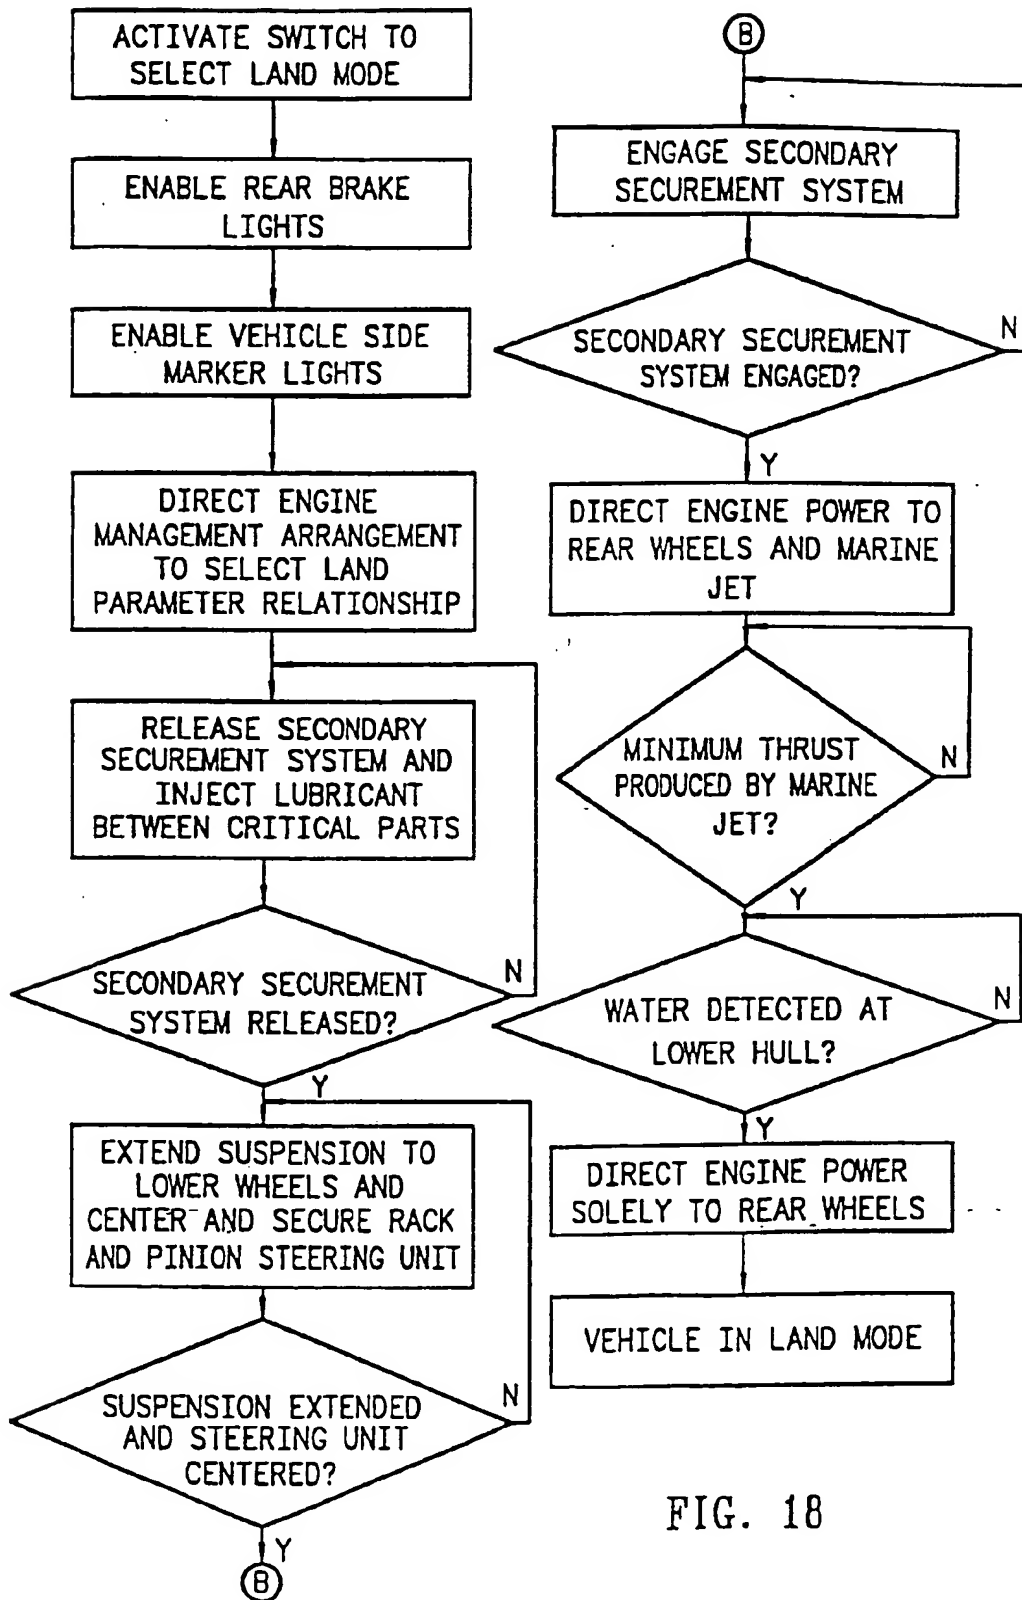 ACTIVATE SWITCH TO
SELECT LAND MODE
ENABLE REAR BRAKE
LIGHTS
ENABLE VEHICLE SIDE
MARKER LIGHTS
DIRECT ENGINE
MANAGEMENT ARRANGEMENT
TO SELECT LAND
PARAMETER RELATIONSHIP
RELEASE SECONDARY
SECUREMENT SYSTEM AND
INJECT LUBRICANT
BETWEEN CRITICAL PARTS
SECONDARY SECUREMENT
SYSTEM RELEASED?
N
Y
EXTEND SUSPENSION TO
LOWER WHEELS AND
CENTER AND SECURE RACK
AND PINION STEERING UNIT
SUSPENSION EXTENDED
AND STEERING UNIT
CENTERED?
N
Y
B
B
ENGAGE SECONDARY
SECUREMENT SYSTEM
SECONDARY SECUREMENT
SYSTEM ENGAGED?
N
Y
DIRECT ENGINE POWER TO
REAR WHEELS AND MARINE
JET
MINIMUM THRUST
PRODUCED BY MARINE
JET?
N
Y
WATER DETECTED AT
LOWER HULL?
N
Y
DIRECT ENGINE POWER
SOLELY TO REAR WHEELS
VEHICLE IN LAND MODE
FIG. 18